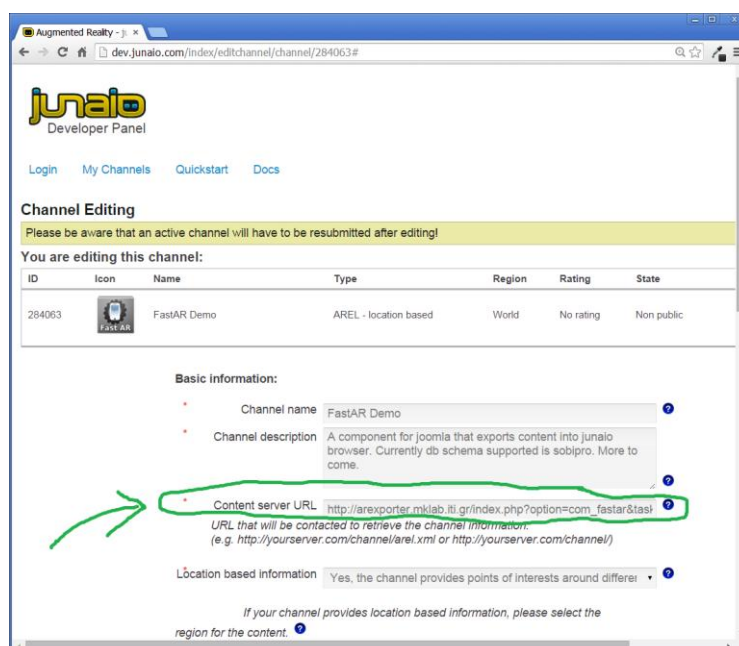 Augmented Reality - ju
dev.junaio.com/index/editchannel/channel/284063#
junaio
Developer Panel
Login My Channels Quickstart Docs
Channel Editing
Please be aware that an active channel will have to be resubmitted after editing!
You are editing this channel:
ID Icon Name Type Region Rating State
284063 Fast AR FastAR Demo AREL - location based World No rating Non public
Basic information:
* Channel name FastAR Demo
* Channel description A component for joomla that exports content into junaio
browser. Currently db schema supported is sobipro. More to
come.
* Content server URL http://arexporter.mklab.iti.gr/index.php?option=com_fastar&task
URL that will be contacted to retrieve the channel information.
(e.g. http://yourserver.com/channel/arel.xml or http://yourserver.com/channel/)
* Location based information Yes, the channel provides points of interests around differe
If your channel provides location based information, please select the
region for the content.